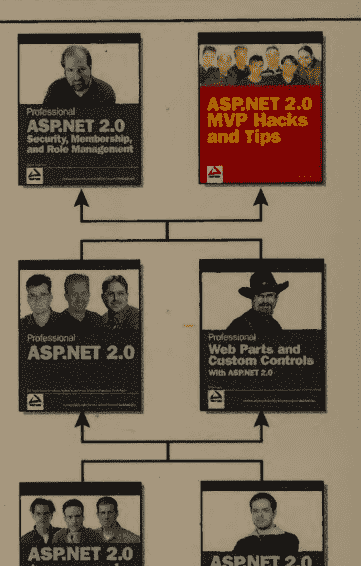 Professional
ASP.NET 2.0
Security, Membership,
and Role Management
ASP.NET 2.0
MVP Hacks
and Tips
Professional
ASP.NET 2.0
Professional
Web Parts and
Custom Controls
With ASP.NET 2.0
ASP.NET 2.0
ASP.NET 2.0